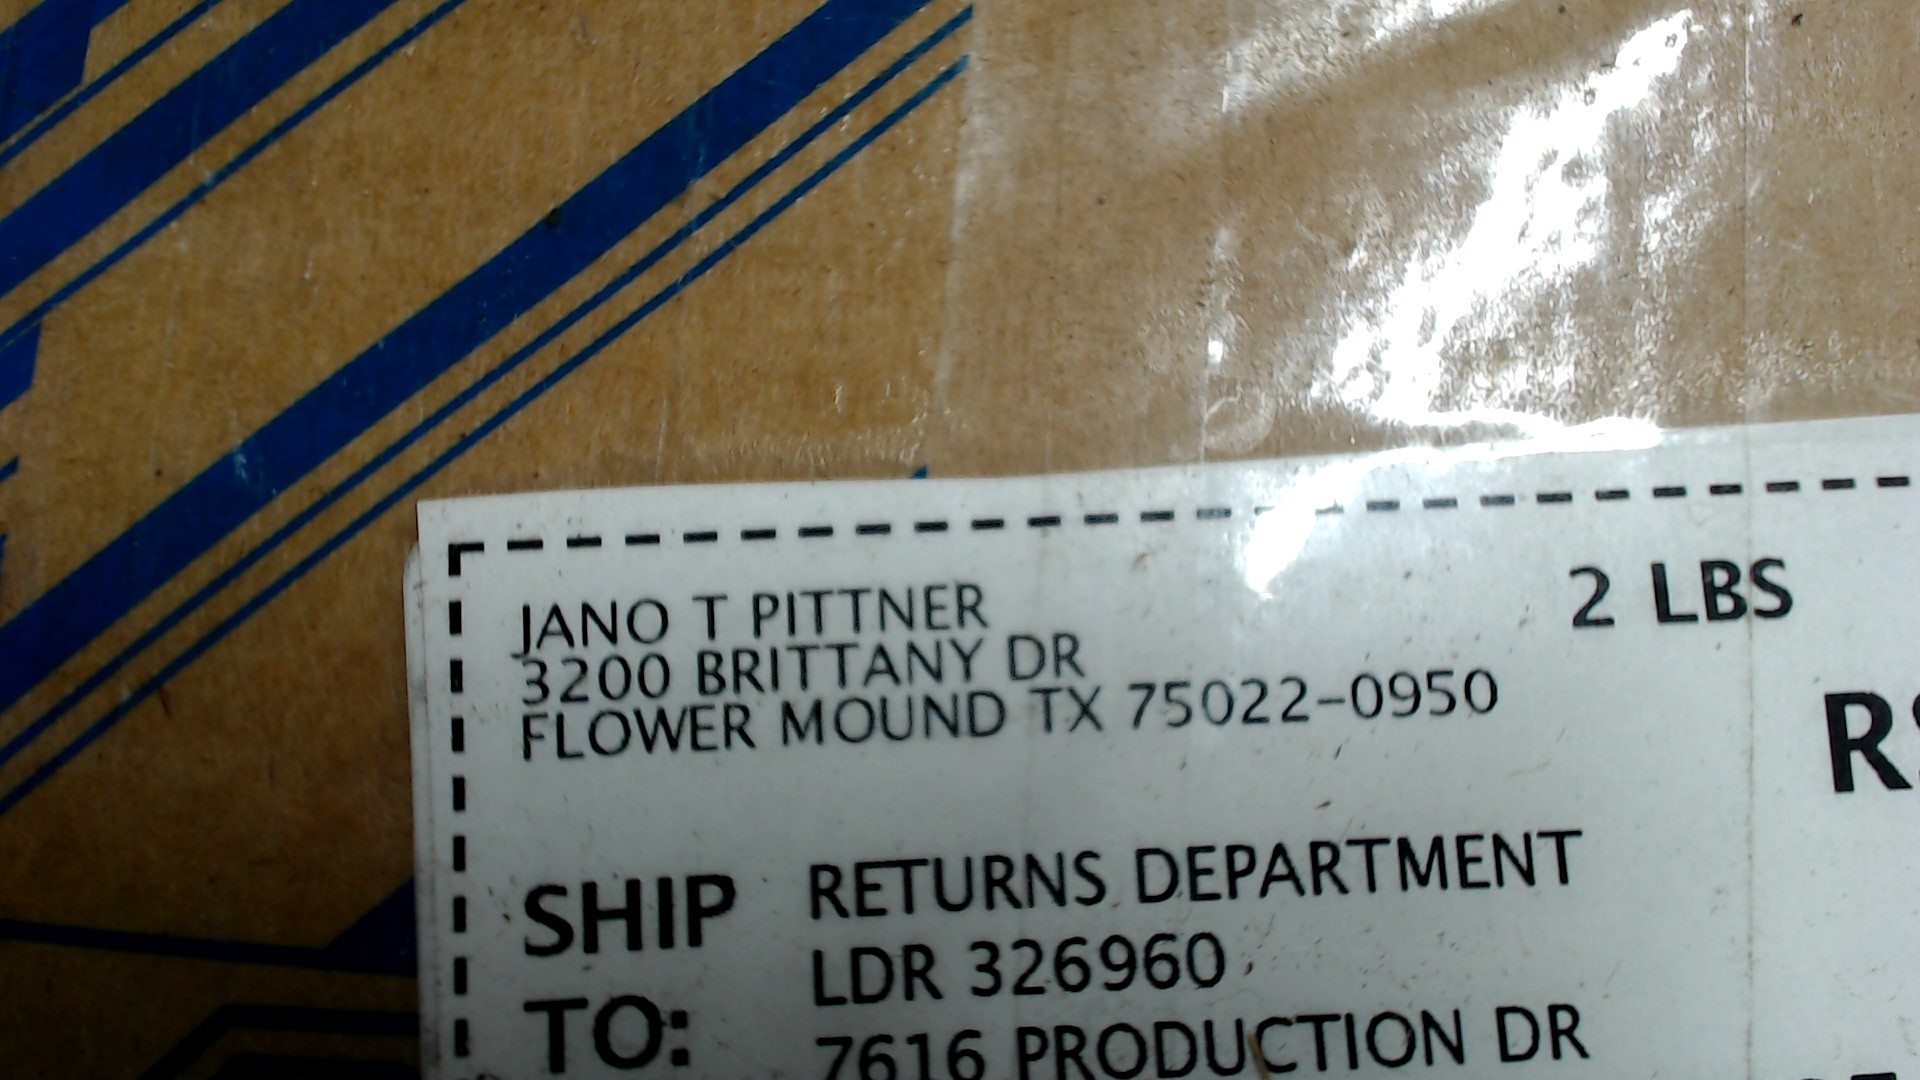 JANO T PITTNER
2 LBS
3200 BRITTANY DR
FLOWER MOUND TX 75022-0950
SHIP TO:
RETURNS DEPARTMENT
LDR 326960
7616 PRODUCTION DR